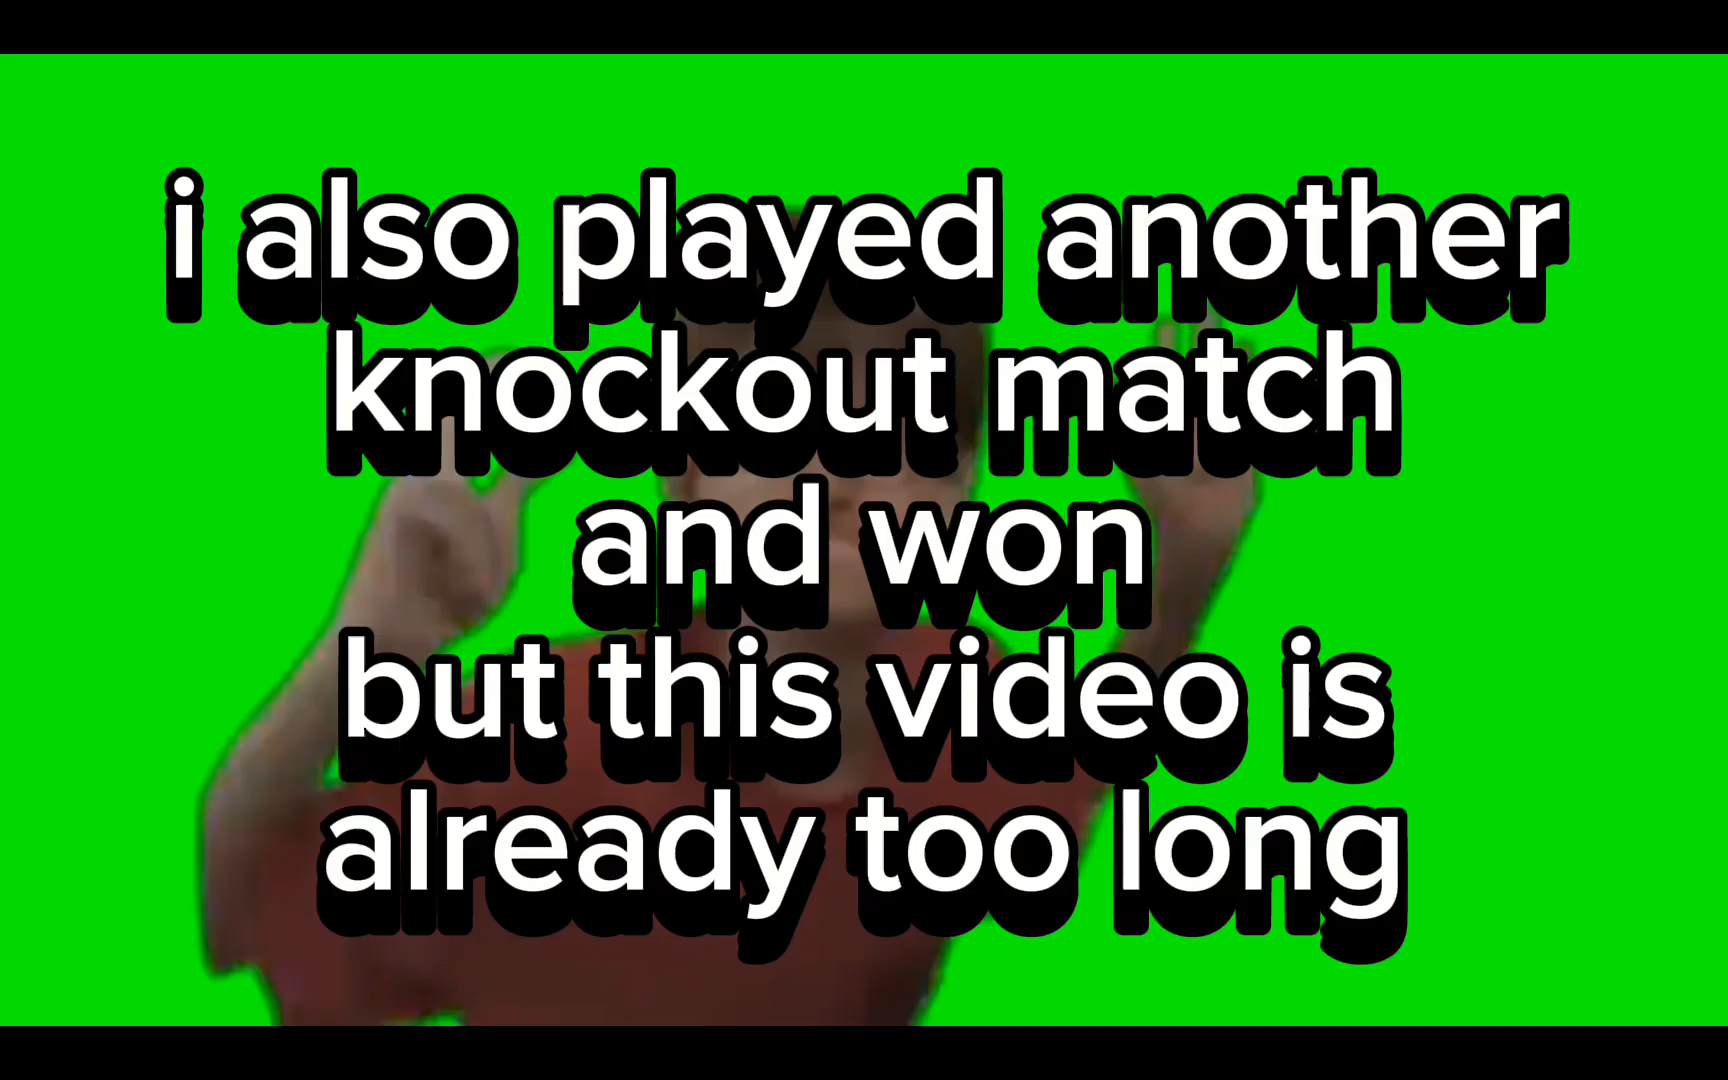 i also played another
knockout match
and won
but this video is
already too long